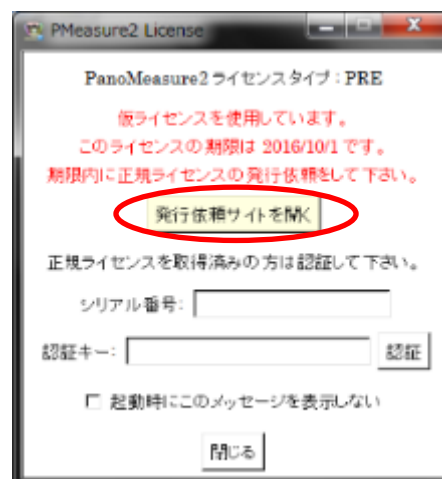 PMeasure2 License
PanoMeasure2 ライセンスタイプ：PRE
仮ライセンスを使用しています。
このライセンスの期限は 2016/10/1 です。
期限内に正規ライセンスの発行依頼をして下さい。
発行依頼サイトを開く
正規ライセンスを取得済みの方は認証して下さい。
シリアル番号：
認証キー：
認証
起動時にこのメッセージを表示しない
閉じる